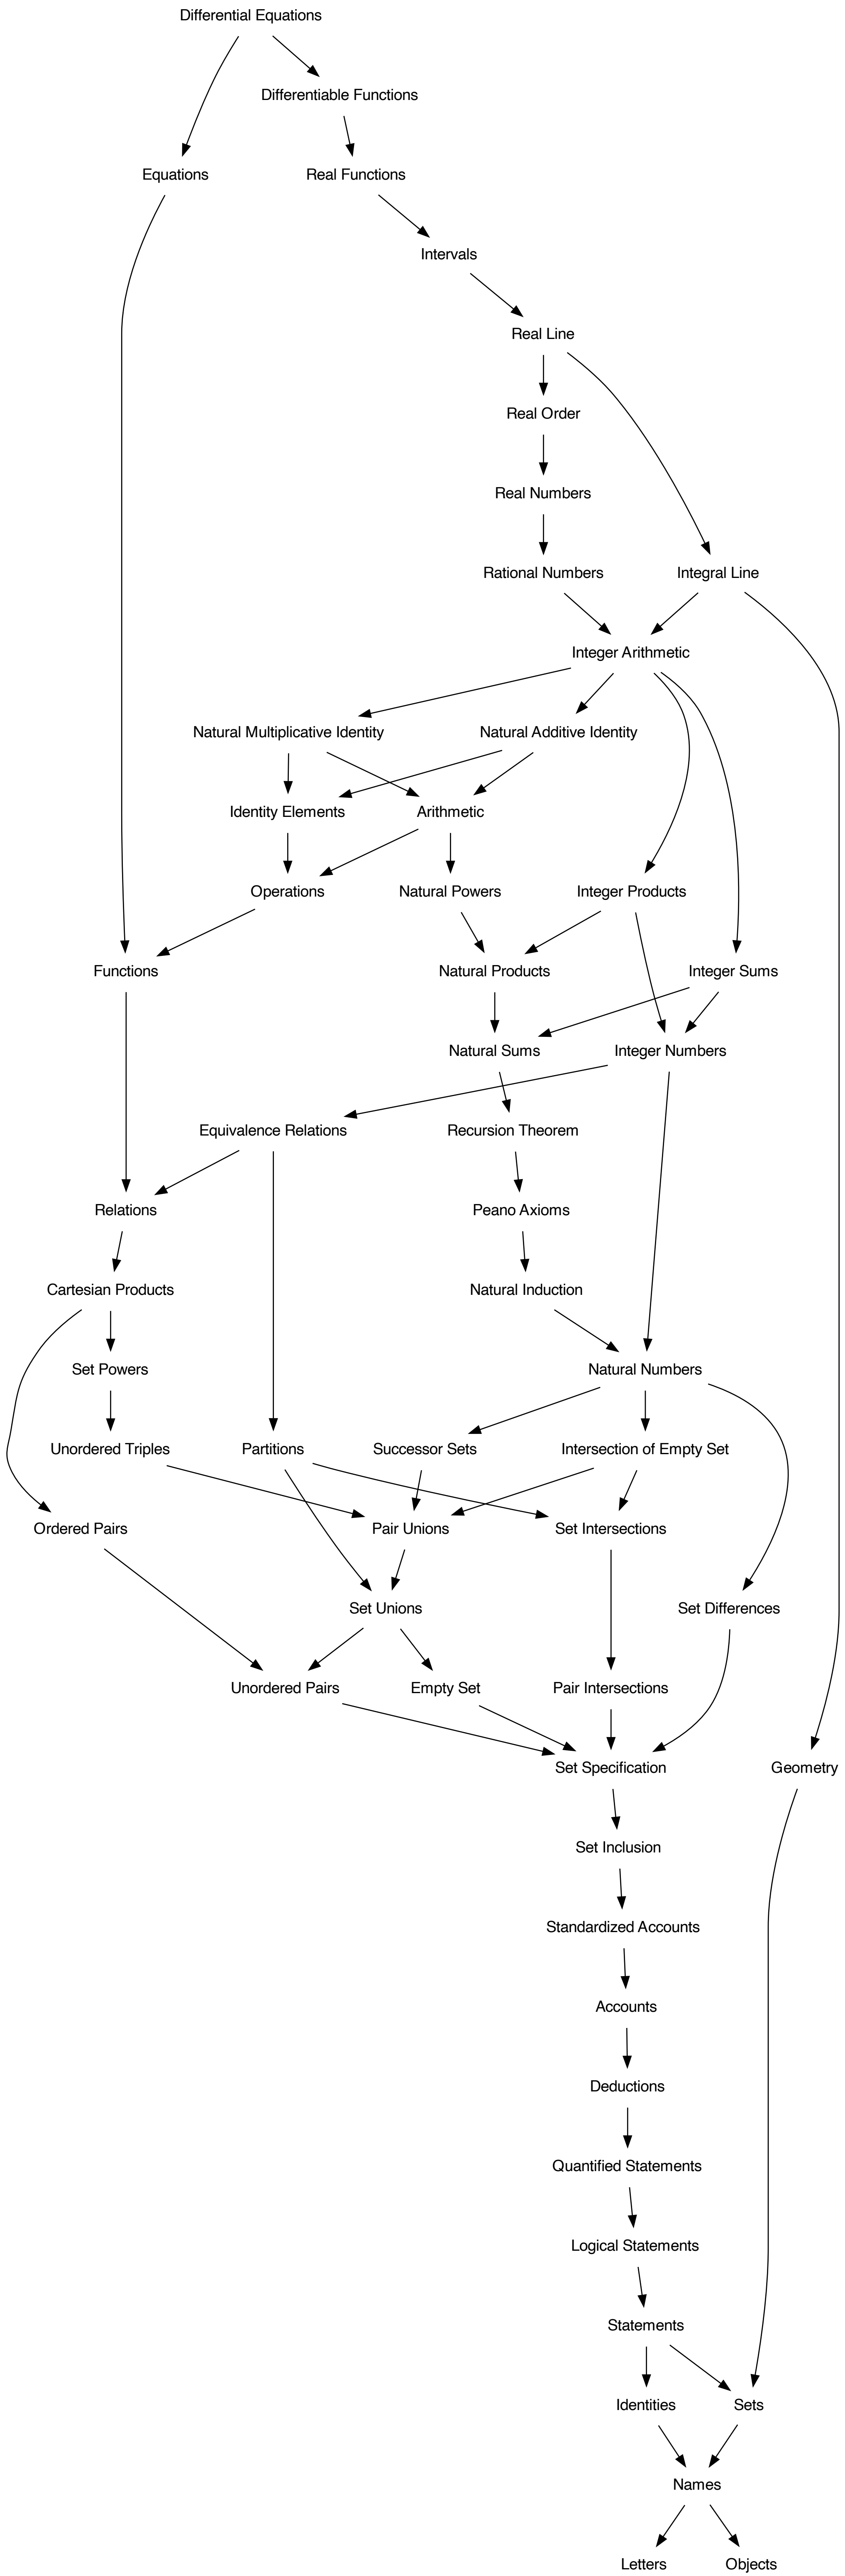 Differential Equations
Differentiable Functions
Equations
Real Functions
Intervals
Real Line
Real Order
Real Numbers
Rational Numbers
Integral Line
Integer Arithmetic
Natural Multiplicative Identity
Natural Additive Identity
Identity Elements
Arithmetic
Operations
Natural Powers
Integer Products
Functions
Natural Products
Integer Sums
Natural Sums
Integer Numbers
Equivalence Relations
Recursion Theorem
Relations
Peano Axioms
Cartesian Products
Natural Induction
Set Powers
Natural Numbers
Unordered Triples
Partitions
Successor Sets
Intersection of Empty Set
Ordered Pairs
Pair Unions
Set Intersections
Set Unions
Set Differences
Unordered Pairs
Empty Set
Pair Intersections
Set Specification
Geometry
Set Inclusion
Standardized Accounts
Accounts
Deductions
Quantified Statements
Logical Statements
Statements
Identities
Sets
Names
Letters
Objects